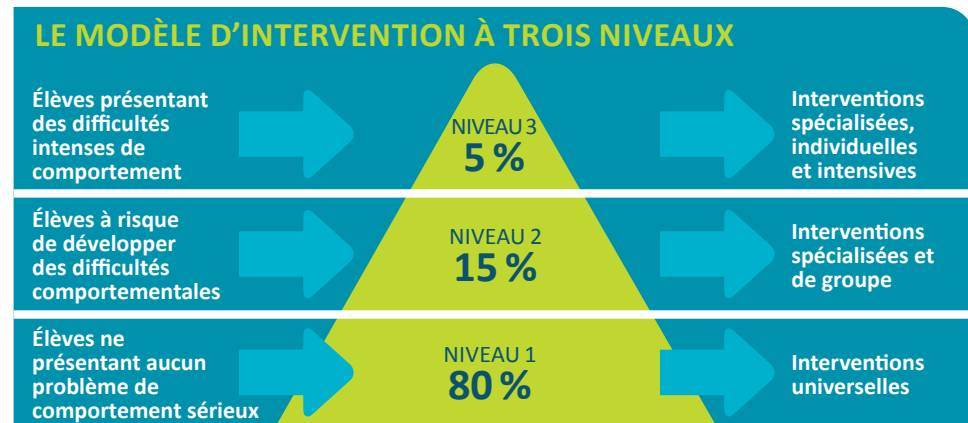 LE MODÈLE D’INTERVENTION À TROIS NIVEAUX
Élèves présentant
des difficultés
intenses de
comportement
NIVEAU 3
5 %
Interventions
spécialisées,
individuelles
et intensives
Élèves à risque
de développer
des difficultés
comportementales
NIVEAU 2
15 %
Interventions
spécialisées et
de groupe
Élèves ne
présentant aucun
problème de
comportement sérieux
NIVEAU 1
80 %
Interventions
universelles